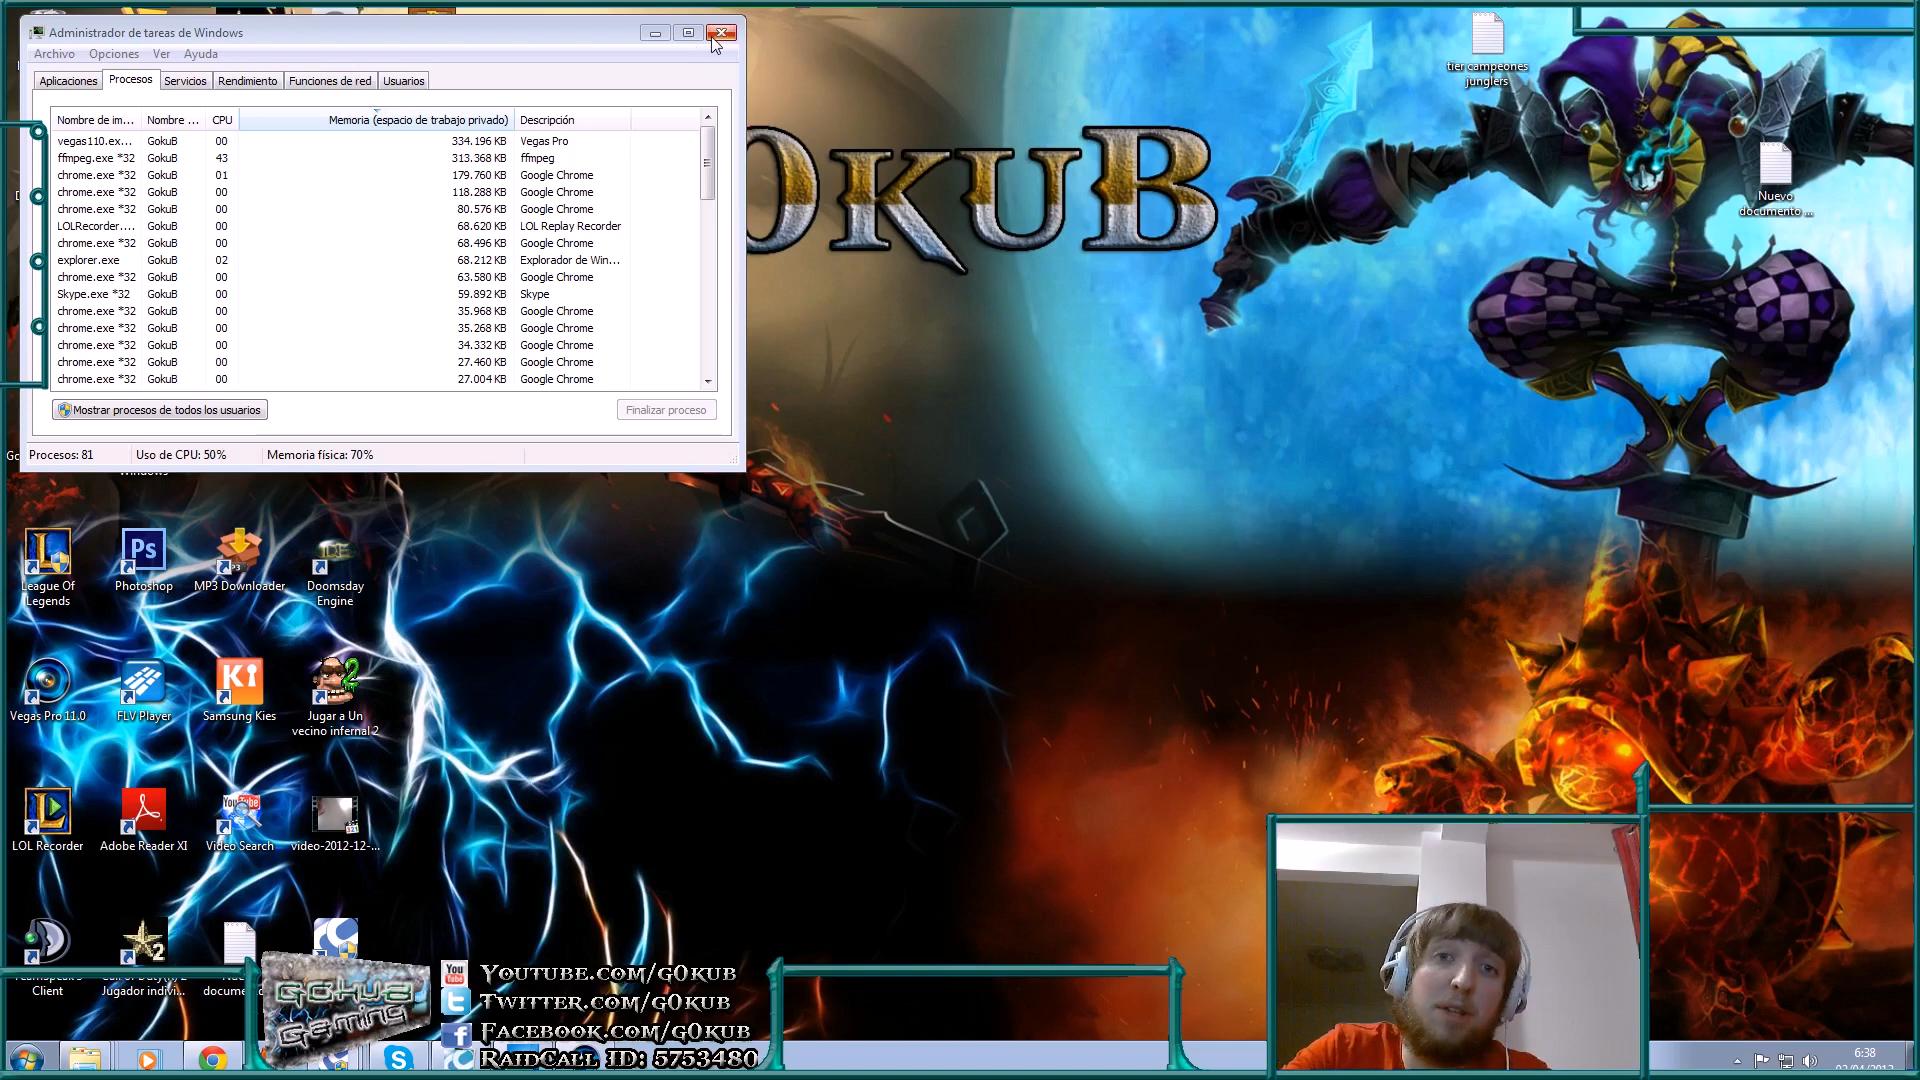 Administrador de tareas de Windows
Archivo Opciones Ver Ayuda
Aplicaciones Procesos Servicios Rendimiento Funciones de red Usuarios
Nombre de im... Nombre ... CPU Memoria (espacio de trabajo privado) Descripción
vegas110.ex... GokuB 00 334.196 KB Vegas Pro
ffmpeg.exe *32 GokuB 43 313.368 KB ffmpeg
chrome.exe *32 GokuB 01 179.760 KB Google Chrome
chrome.exe *32 GokuB 00 118.288 KB Google Chrome
chrome.exe *32 GokuB 00 80.576 KB Google Chrome
LOLRecorder.... GokuB 00 68.620 KB LOL Replay Recorder
chrome.exe *32 GokuB 00 68.496 KB Google Chrome
explorer.exe GokuB 02 68.212 KB Explorador de Win...
chrome.exe *32 GokuB 00 63.580 KB Google Chrome
Skype.exe *32 GokuB 00 59.892 KB Skype
chrome.exe *32 GokuB 00 35.968 KB Google Chrome
chrome.exe *32 GokuB 00 35.268 KB Google Chrome
chrome.exe *32 GokuB 00 34.332 KB Google Chrome
chrome.exe *32 GokuB 00 27.460 KB Google Chrome
chrome.exe *32 GokuB 00 27.004 KB Google Chrome
Mostrar procesos de todos los usuarios Finalizar proceso
Procesos: 81 Uso de CPU: 50% Memoria física: 70%
tier campeones
junglers
Nuevo
documento ...
0kuB
League Of
Legends
Photoshop
MP3 Downloader
Doomsday
Engine
Vegas Pro 11.0
FLV Player
Samsung Kies
Jugar a Un
vecino infernal 2
LOL Recorder
Adobe Reader XI
Video Search
video-2012-12-...
Client
Jugador indivi...
G0kuB
Gaming
Youtube.com/g0kub
Twitter.com/g0kub
Facebook.com/g0kub
RaidCall ID: 5753480
6:38